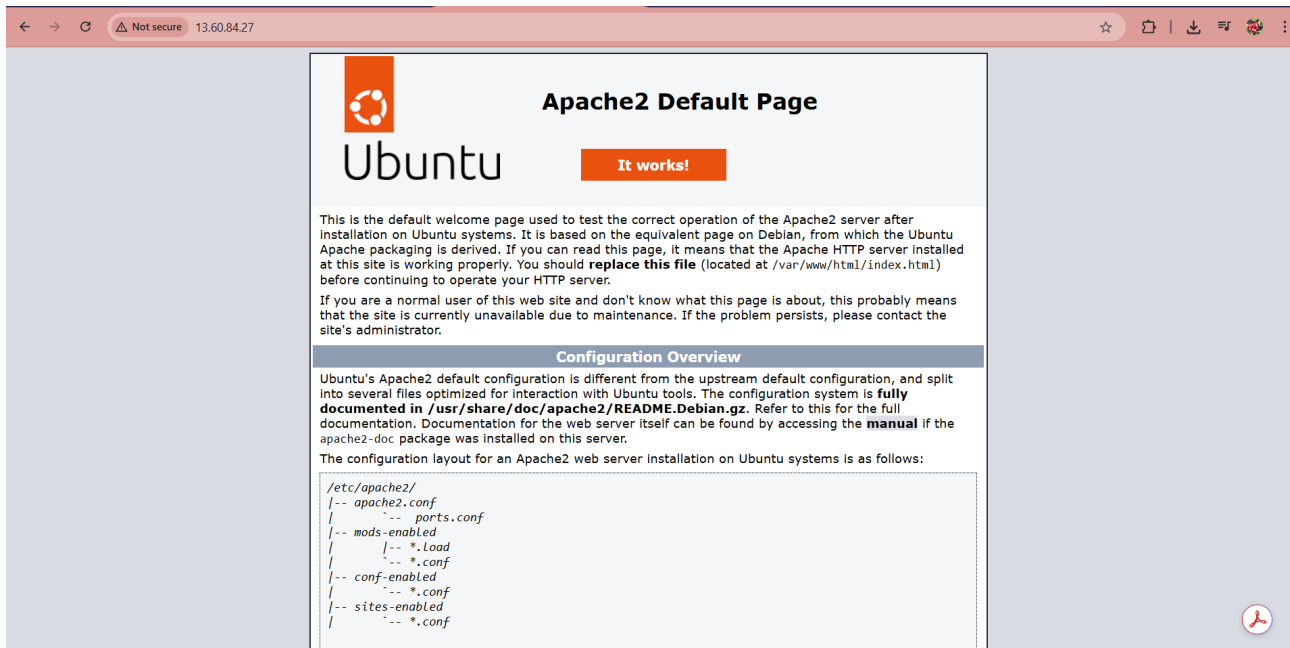 Not secure 13.60.84.27
Apache2 Default Page
Ubuntu
It works!
This is the default welcome page used to test the correct operation of the Apache2 server after
installation on Ubuntu systems. It is based on the equivalent page on Debian, from which the Ubuntu
Apache packaging is derived. If you can read this page, it means that the Apache HTTP server installed
at this site is working properly. You should replace this file (located at /var/www/html/index.html)
before continuing to operate your HTTP server.
If you are a normal user of this web site and don't know what this page is about, this probably means
that the site is currently unavailable due to maintenance. If the problem persists, please contact the
site's administrator.
Configuration Overview
Ubuntu's Apache2 default configuration is different from the upstream default configuration, and split
into several files optimized for interaction with Ubuntu tools. The configuration system is fully
documented in /usr/share/doc/apache2/README.Debian.gz. Refer to this for the full
documentation. Documentation for the web server itself can be found by accessing the manual if the
apache2-doc package was installed on this server.
The configuration layout for an Apache2 web server installation on Ubuntu systems is as follows:
/etc/apache2/
|-- apache2.conf
|       `--  ports.conf
|-- mods-enabled
|       |-- *.load
|       `-- *.conf
|-- conf-enabled
|       `-- *.conf
|-- sites-enabled
|       `-- *.conf